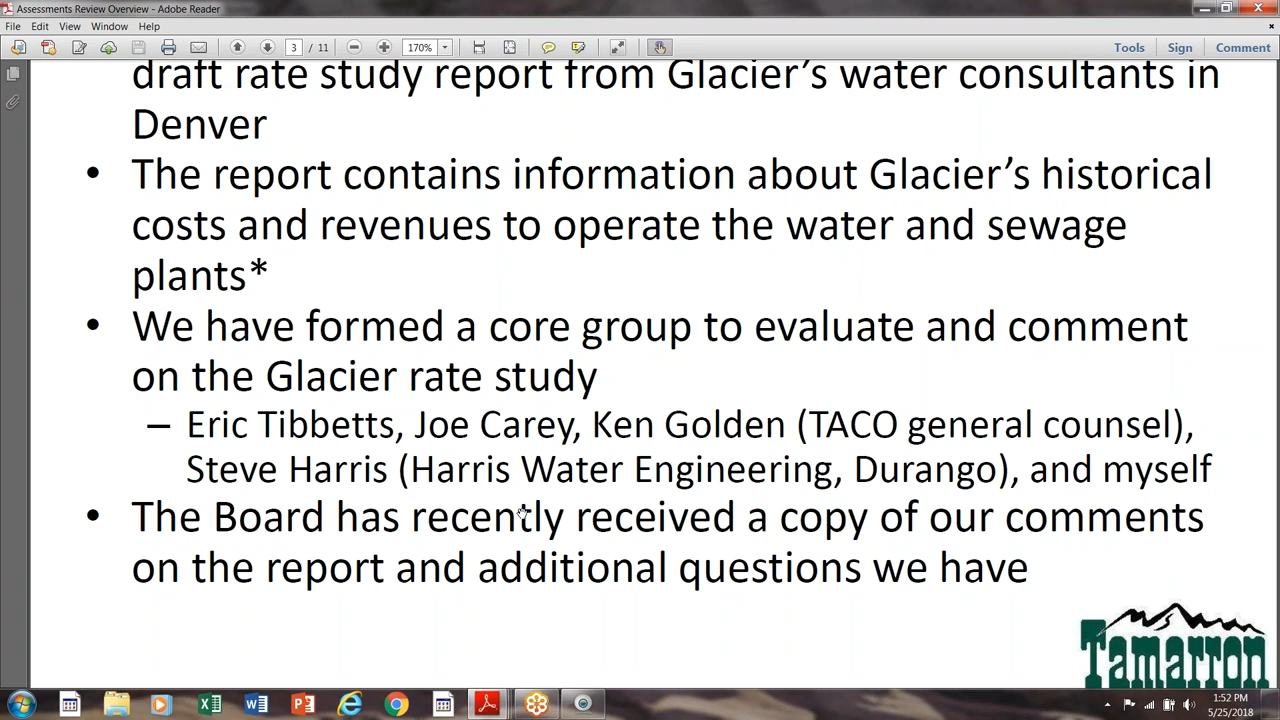 Assessments Review Overview - Adobe Reader
File Edit View Window Help
3 / 11 170% Tools Sign Comment
draft rate study report from Glacier’s water consultants in
Denver
• The report contains information about Glacier’s historical
costs and revenues to operate the water and sewage
plants*
• We have formed a core group to evaluate and comment
on the Glacier rate study
– Eric Tibbetts, Joe Carey, Ken Golden (TACO general counsel),
Steve Harris (Harris Water Engineering, Durango), and myself
• The Board has recently received a copy of our comments
on the report and additional questions we have
Tamarron
1:52 PM
5/25/2018